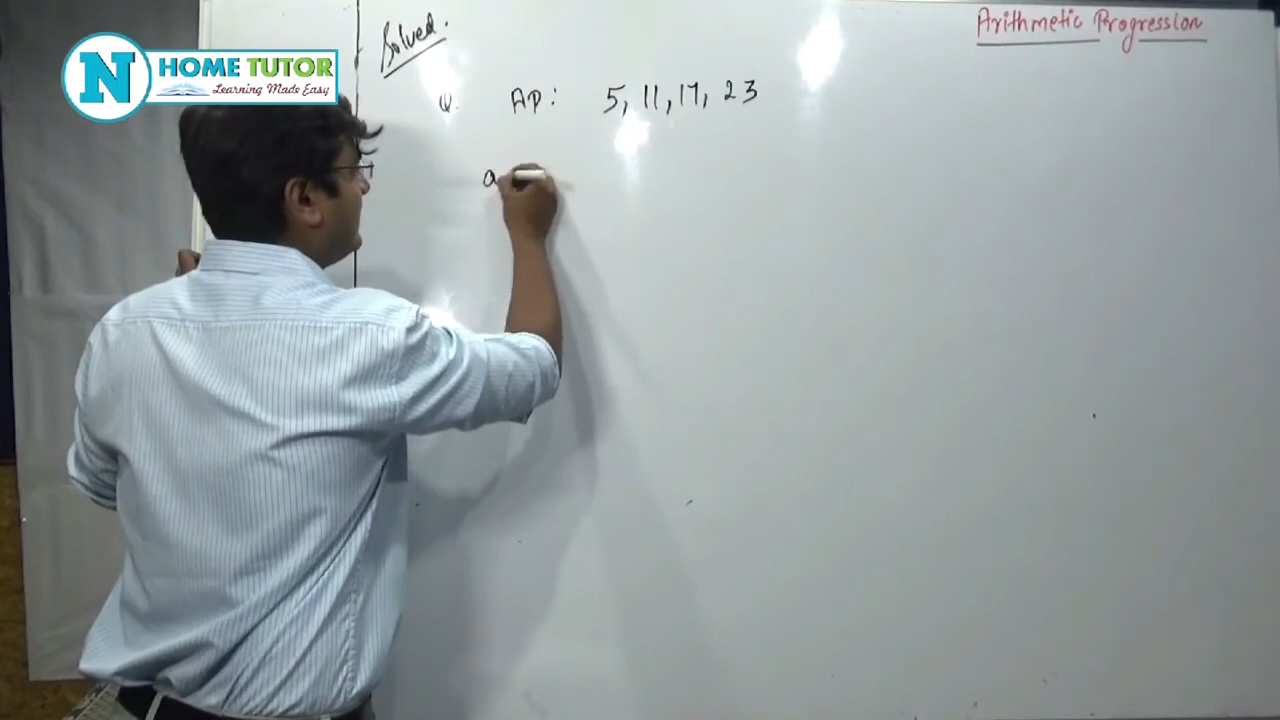 N HOME TUTOR
Learning Made Easy
Solved.
Arithmetic Progression
Q. AP: 5, 11, 17, 23
a